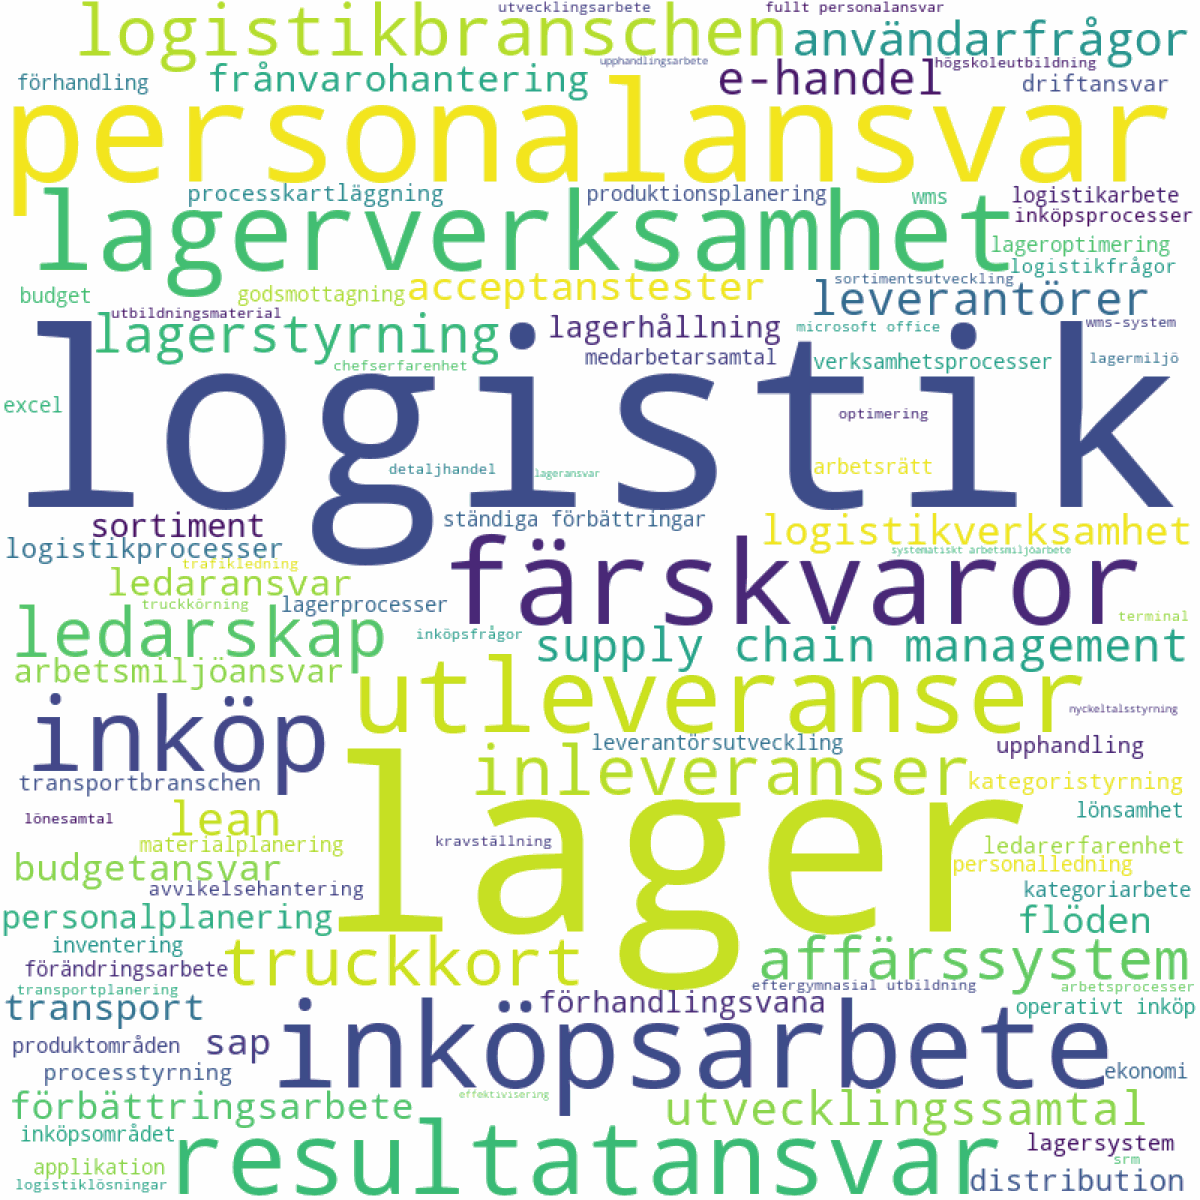 utvecklingsarbete
fullt personalansvar
logistikbranschen
användarfrågor
upphandlingsarbete
högskoleutbildning
förhandling
frånvarohantering
e-handel
driftansvar
personalansvar
processkartläggning
produktionsplanering
wms
logistikarbete
inköpsprocesser
lagerverksamhet
lageroptimering
logistikfrågor
budget
godsmottagning
acceptanstester
sortimentsutveckling
leverantörer
utbildningsmaterial
lagerstyrning
lagerhållning
microsoft office
wms-system
medarbetarsamtal
verksamhetsprocesser
lagermiljö
chefserfarenhet
excel
logistik
optimering
detaljhandel
lageransvar
arbetsrätt
sortiment
ständiga förbättringar
logistikverksamhet
logistikprocesser
systematiskt arbetsmiljöarbete
trafikledning
färskvaror
ledaransvar
truckkörning
lagerprocesser
terminal
ledarskap
inköpsfrågor
supply chain management
arbetsmiljöansvar
utleveranser
nyckeltalsstyrning
inköp
leverantörsutveckling
upphandling
inleveranser
transportbranschen
kategoristyrning
lönesamtal
lean
lönsamhet
lager
kravställning
materialplanering
ledarerfarenhet
budgetansvar
personalledning
avvikelsehantering
kategoriarbete
personalplanering
flöden
inventering
truckkort
affärssystem
förändringsarbete
transportplanering
eftergymnasial utbildning
arbetsprocesser
transport
förhandlingsvana
operativt inköp
produktområden
sap
inköpsarbete
processtyrning
ekonomi
effektivisering
förbättringsarbete
utvecklingssamtal
inköpsområdet
resultatansvar
lagersystem
applikation
srm
logistiklösningar
distribution